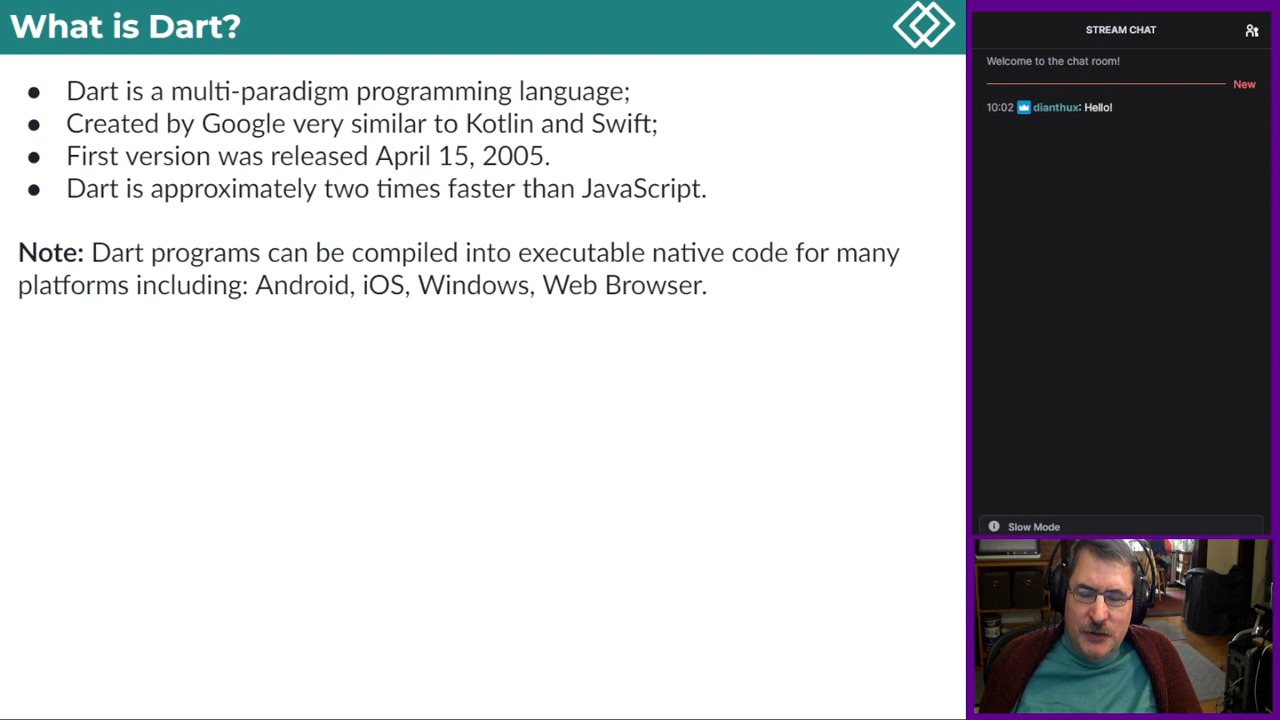 What is Dart?
● Dart is a multi-paradigm programming language;
● Created by Google very similar to Kotlin and Swift;
● First version was released April 15, 2005.
● Dart is approximately two times faster than JavaScript.
Note: Dart programs can be compiled into executable native code for many
platforms including: Android, iOS, Windows, Web Browser.
STREAM CHAT
Welcome to the chat room!
New
10:02 dianthux: Hello!
Slow Mode